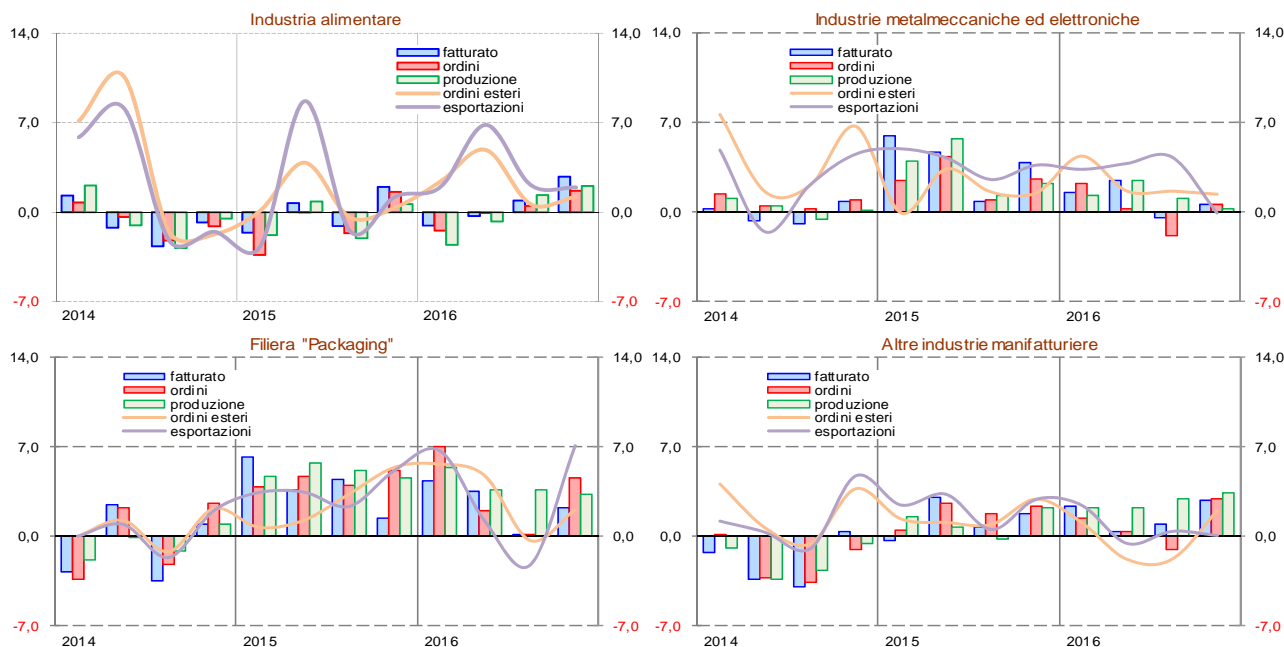 Industria alimentare
14,0
14,0
7,0
7,0
0,0
0,0
-7,0
-7,0
fatturato
ordini
produzione
ordini esteri
esportazioni
2014
2015
2016
Industrie metalmeccaniche ed elettroniche
14,0
14,0
7,0
7,0
0,0
0,0
-7,0
-7,0
fatturato
ordini
produzione
ordini esteri
esportazioni
2014
2015
2016
Filiera "Packaging"
14,0
14,0
7,0
7,0
0,0
0,0
-7,0
-7,0
fatturato
ordini
produzione
ordini esteri
esportazioni
2014
2015
2016
Altre industrie manifatturiere
14,0
14,0
7,0
7,0
0,0
0,0
-7,0
-7,0
fatturato
ordini
produzione
ordini esteri
esportazioni
2014
2015
2016